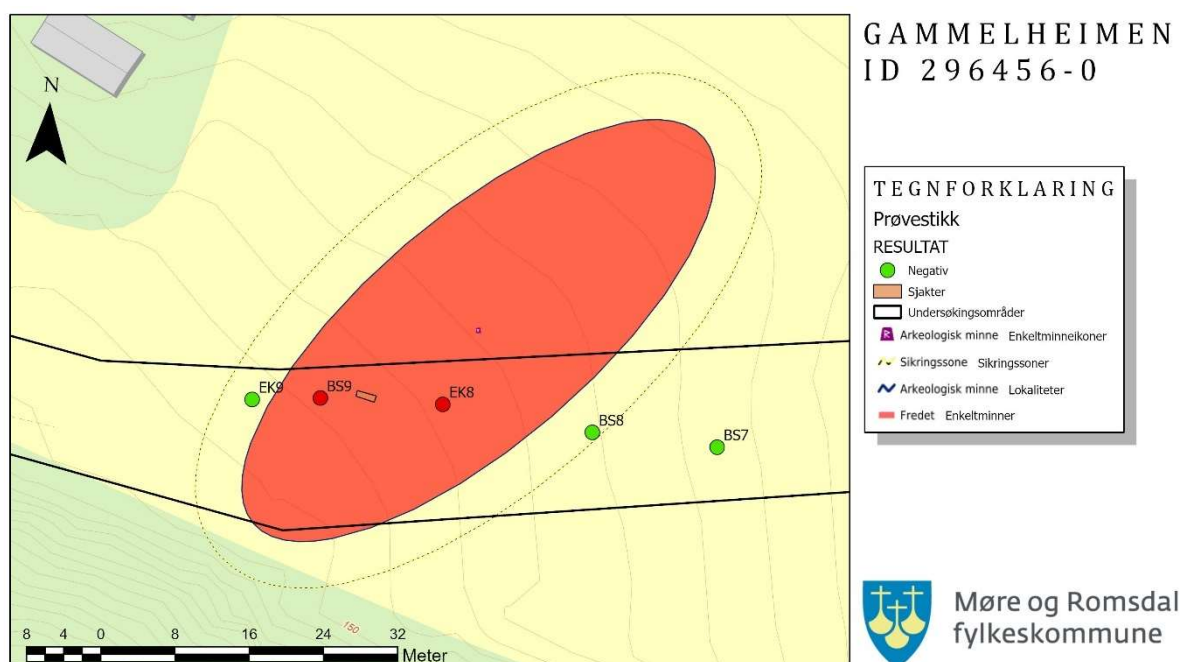 GAMMELHEIMEN
ID 296456-0
TEGNFORKLARING
Prøvestikk
RESULTAT
Negativ
Sjakter
Undersøkingsområder
Arkeologisk minne Enkeltminneikoner
Sikringssone Sikringssoner
Arkeologisk minne Lokaliteter
Fredet Enkeltminner
N
EK9
BS9
EK8
BS8
BS7
150
8 4 0 8 16 24 32
Meter
Møre og Romsdal
fylkeskommune